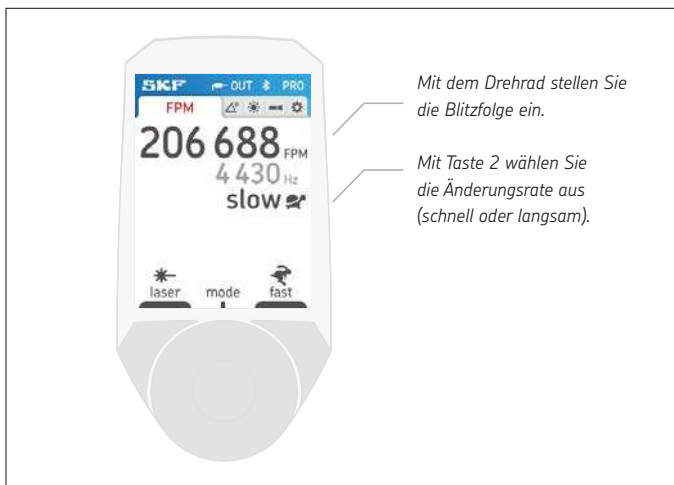 SKF OUT PRO
FPM
206 688 FPM
4 430 Hz
slow
laser mode fast
Mit dem Drehrad stellen Sie
die Blitzfolge ein.
Mit Taste 2 wählen Sie
die Änderungsrate aus
(schnell oder langsam).